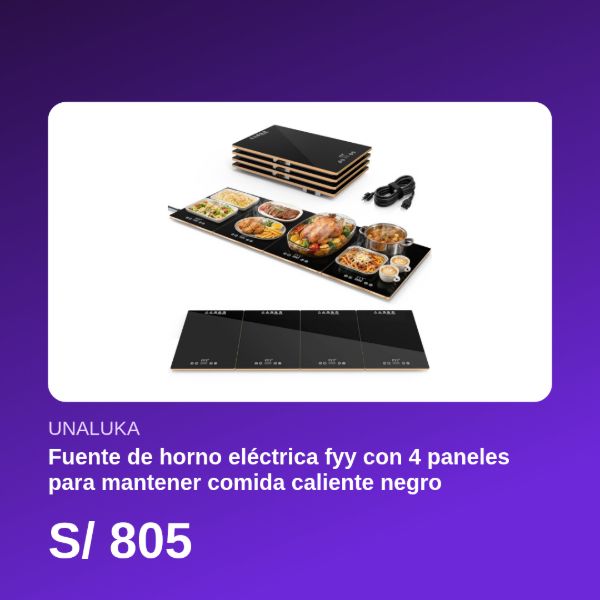 UNALUKA
Fuente de horno eléctrica fyy con 4 paneles
para mantener comida caliente negro
S/ 805